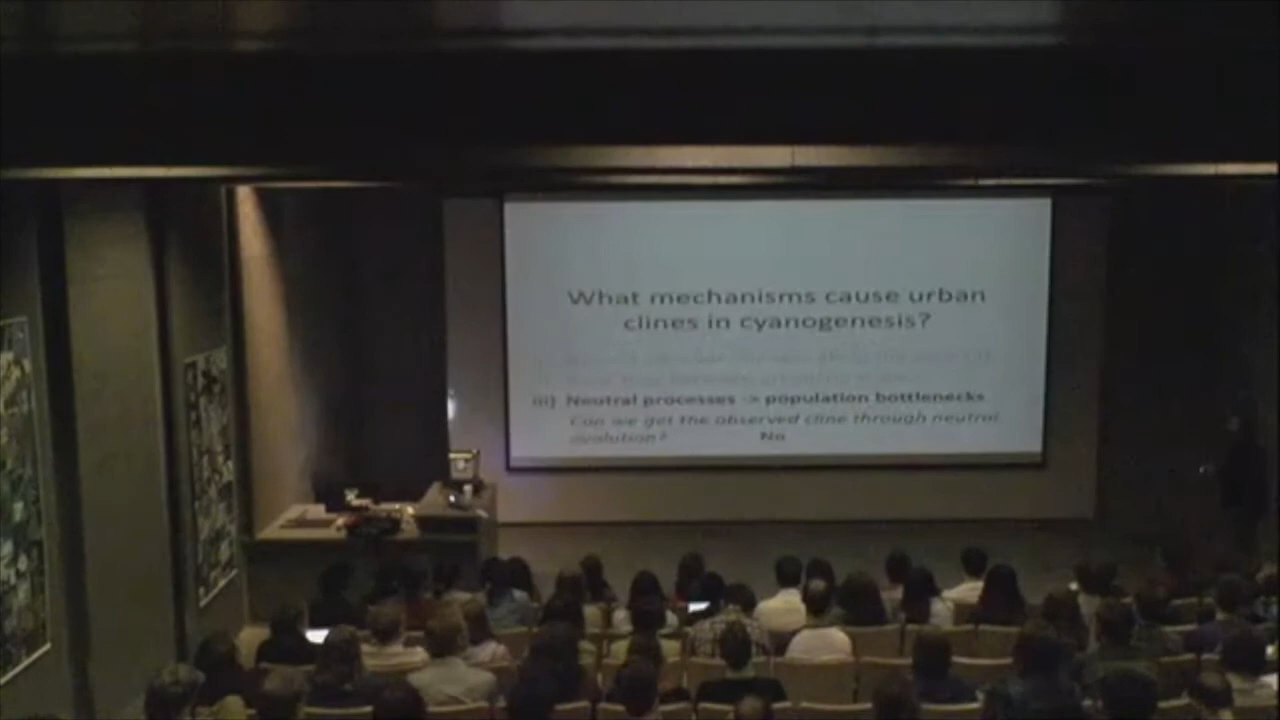 What mechanisms cause urban
clines in cyanogenesis?
iii) Neutral processes -> population bottlenecks
Can we get the observed cline through neutral
evolution? No